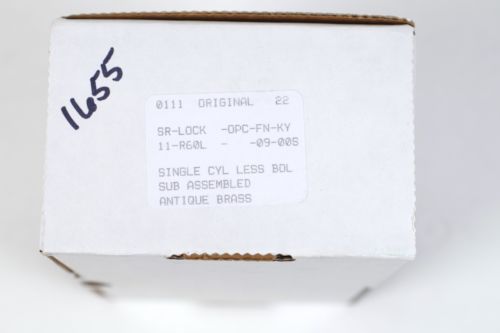 1655
0111 ORIGINAL 22
SR-LOCK -OPC-FN-KY
11-R60L - -09-00S
SINGLE CYL LESS BDL
SUB ASSEMBLED
ANTIQUE BRASS